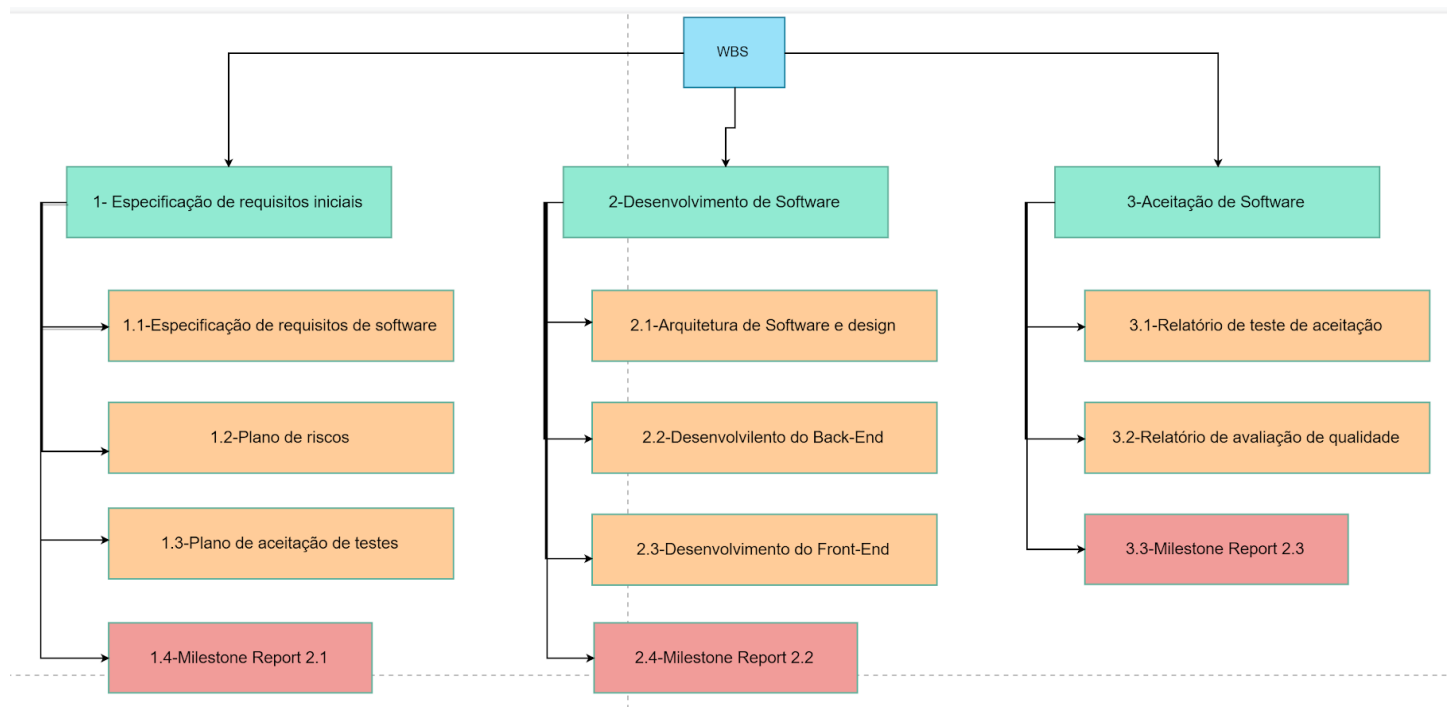 WBS
1- Especificação de requisitos iniciais
2-Desenvolvimento de Software
3-Aceitação de Software
1.1-Especificação de requisitos de software
2.1-Arquitetura de Software e design
3.1-Relatório de teste de aceitação
1.2-Plano de riscos
2.2-Desenvolvilento do Back-End
3.2-Relatório de avaliação de qualidade
1.3-Plano de aceitação de testes
2.3-Desenvolvimento do Front-End
3.3-Milestone Report 2.3
1.4-Milestone Report 2.1
2.4-Milestone Report 2.2